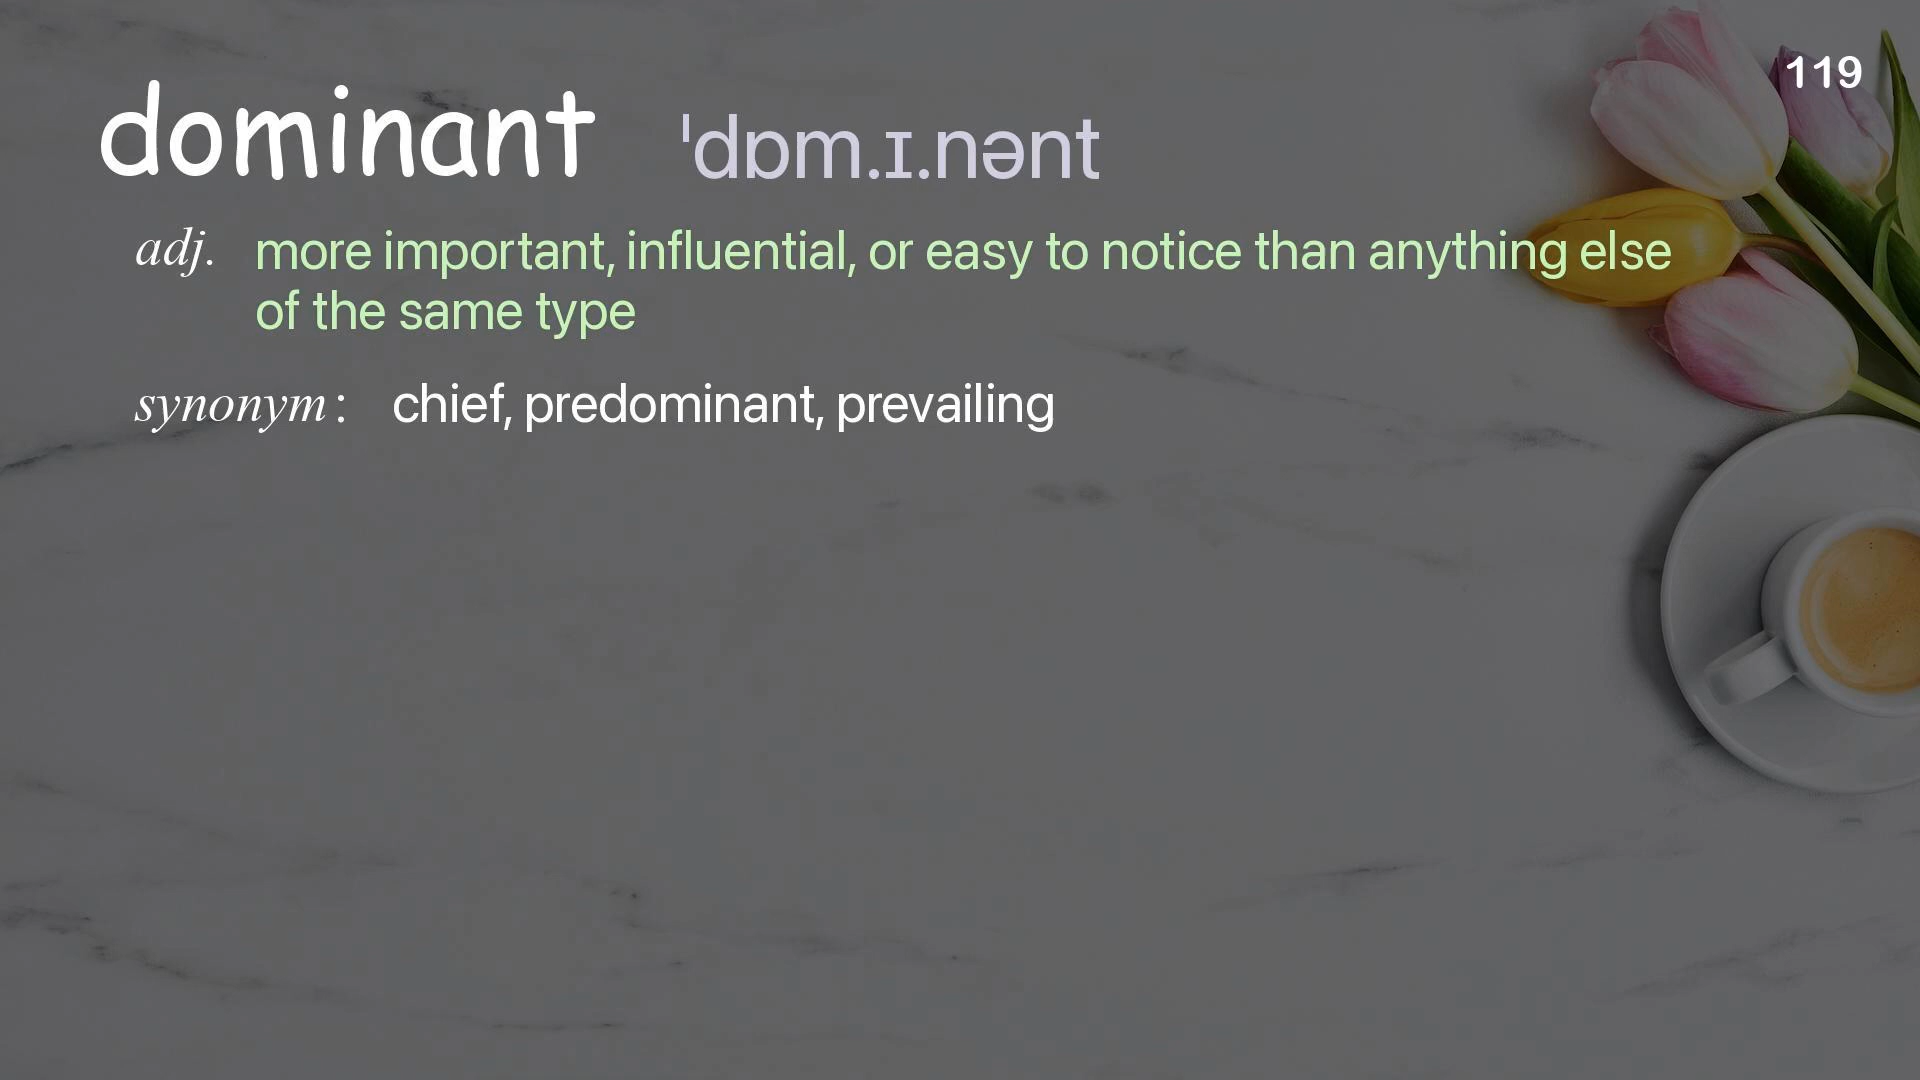 119
dominant ˈdɒm.ɪ.nənt
adj. more important, influential, or easy to notice than anything else
of the same type
synonym: chief, predominant, prevailing